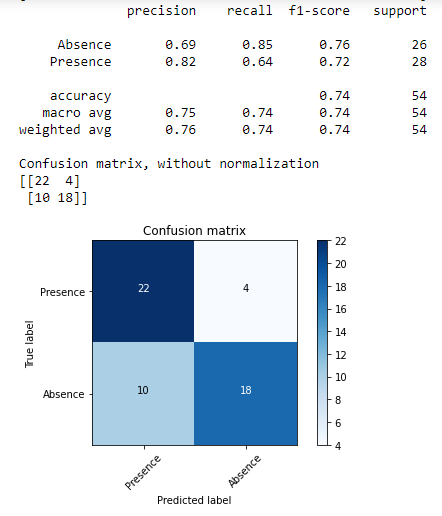 precision recall f1-score support
Absence 0.69 0.85 0.76 26
Presence 0.82 0.64 0.72 28
accuracy 0.74 54
macro avg 0.75 0.74 0.74 54
weighted avg 0.76 0.74 0.74 54
Confusion matrix, without normalization
[[22 4]
[10 18]]
Confusion matrix
22
20
18
16
14
12
10
8
6
4
Presence 22 4
Absence 10 18
True label
Presence Absence
Predicted label